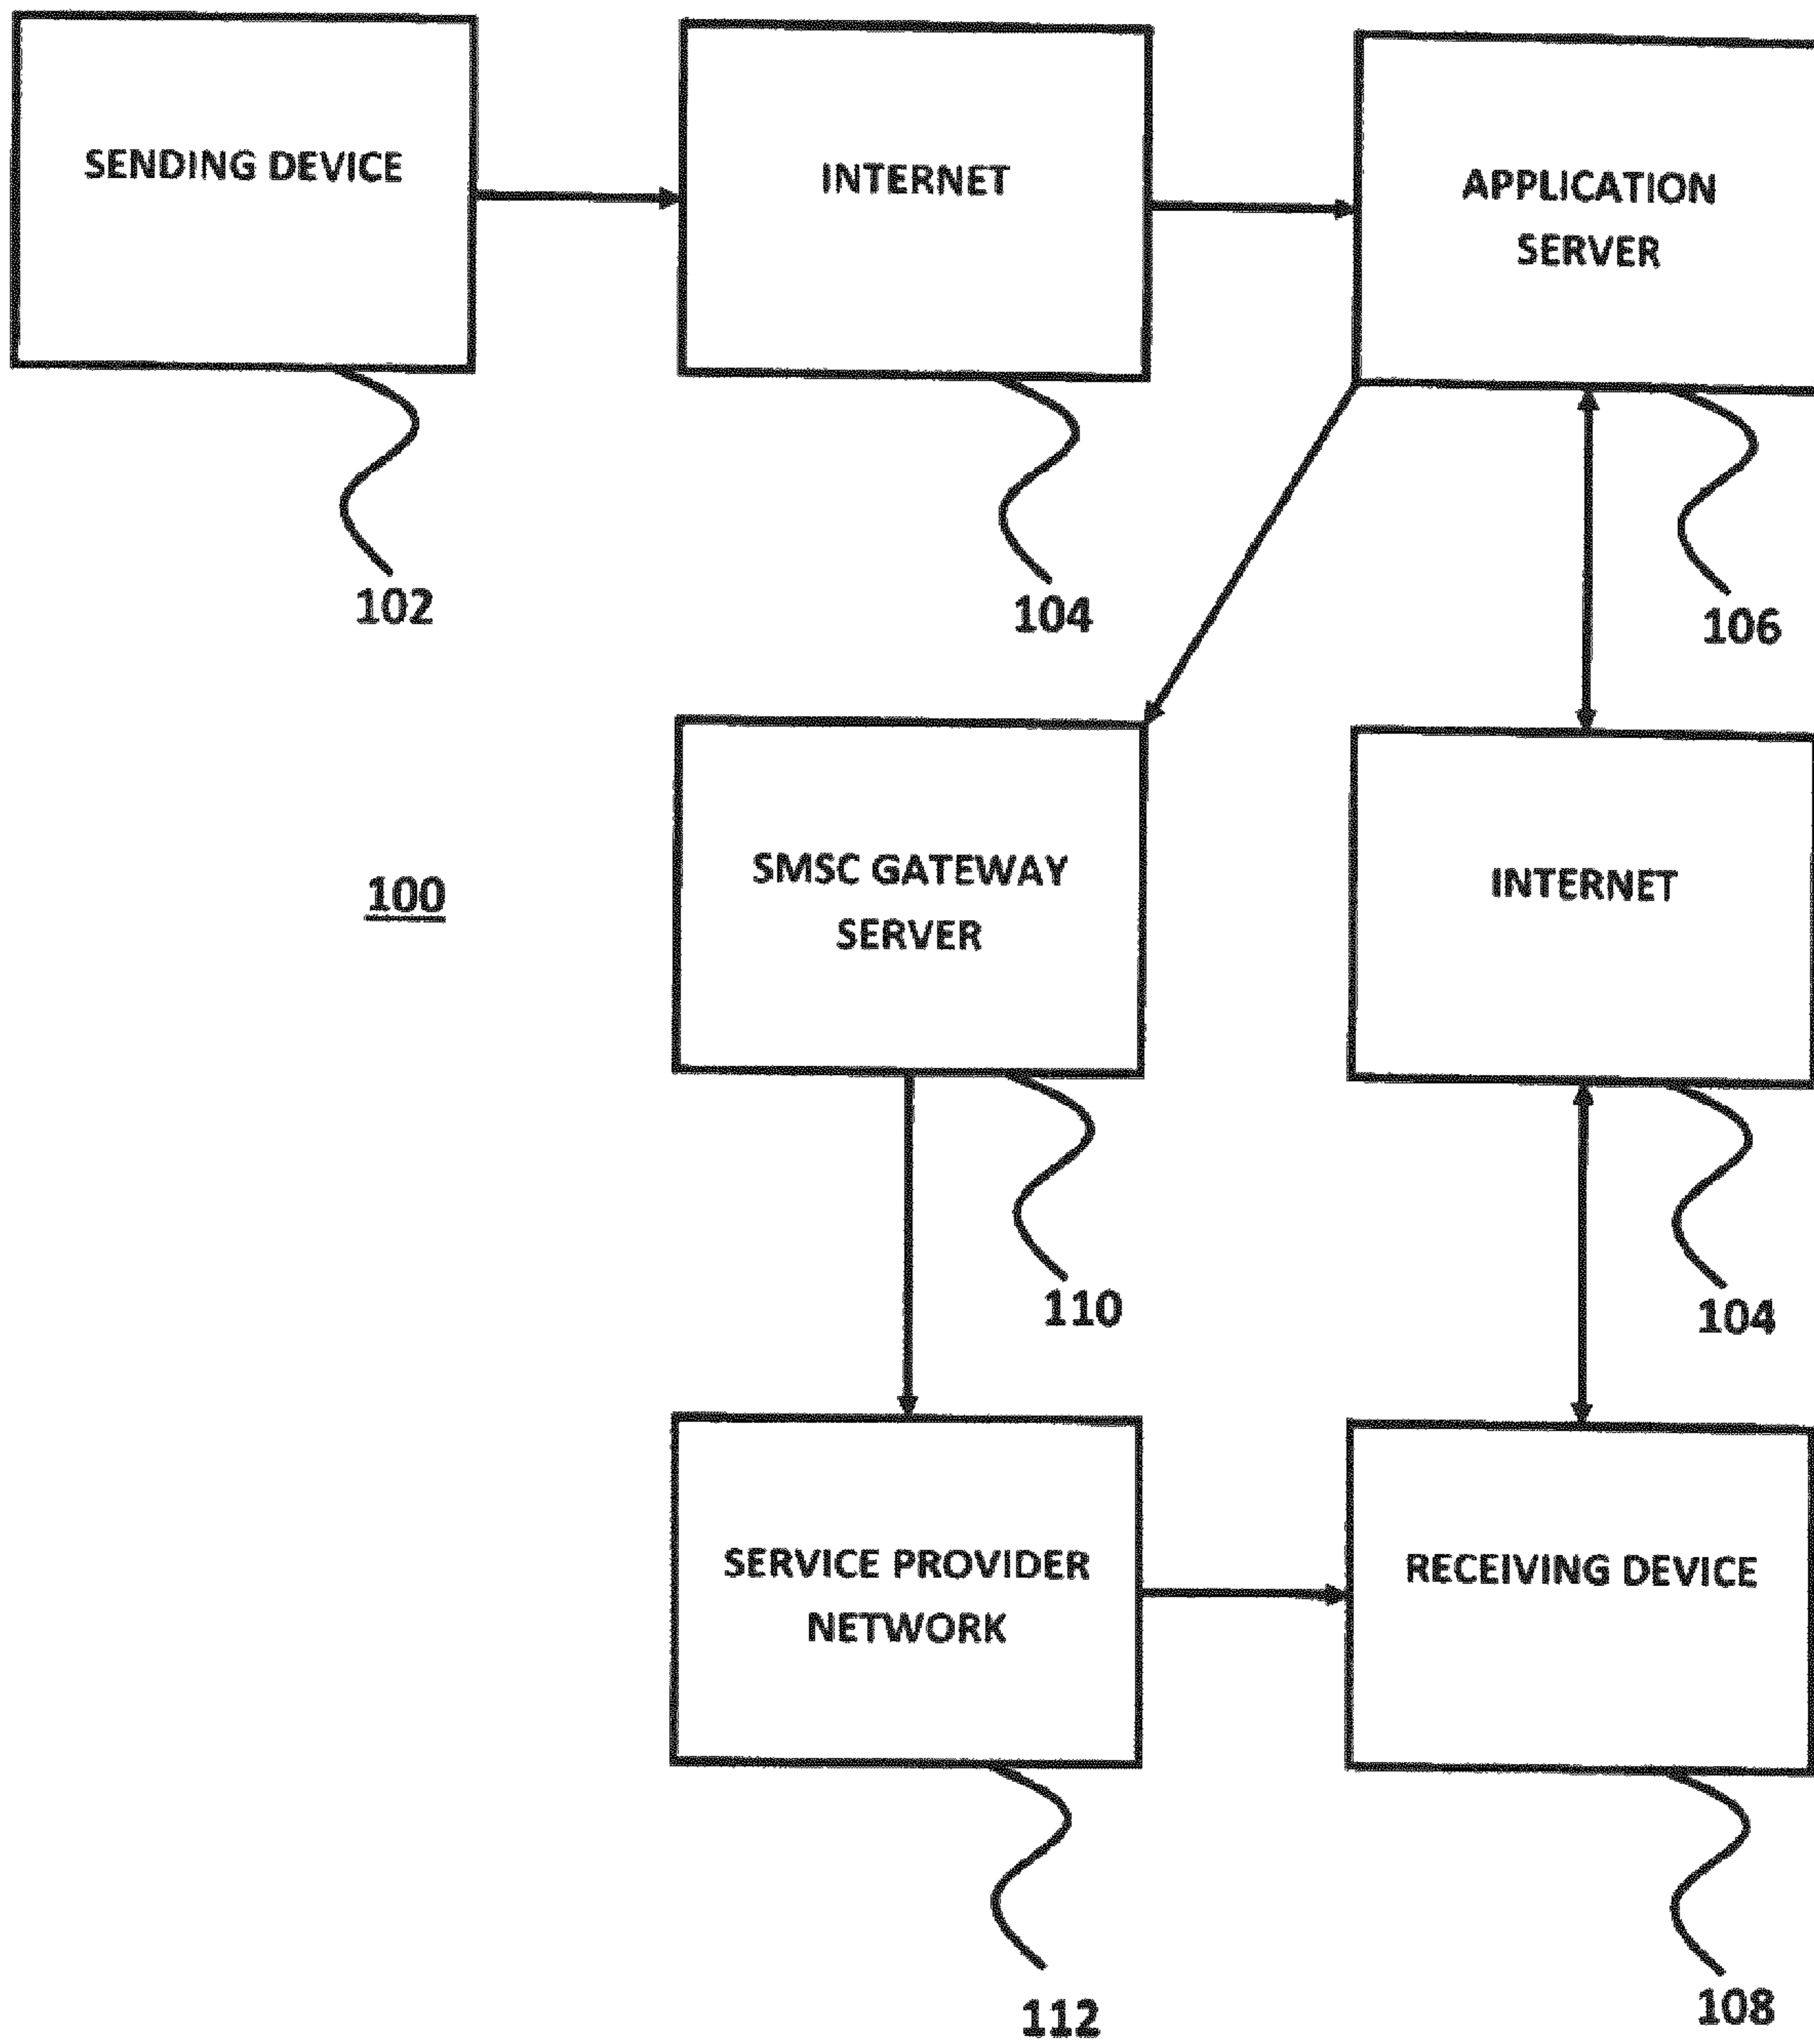 SENDING DEVICE
INTERNET
APPLICATION
SERVER
102
104
106
100
SMSC GATEWAY
SERVER
INTERNET
110
104
SERVICE PROVIDER
NETWORK
RECEIVING DEVICE
112
108